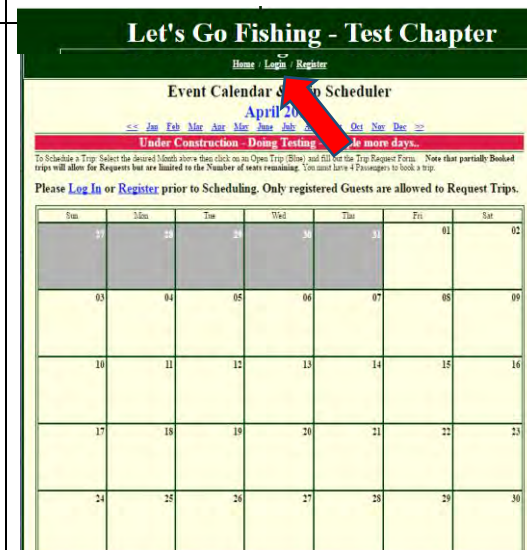 Let's Go Fishing - Test Chapter
Home / Login / Register
Event Calendar & Scheduler
April
<< Jan Feb Mar Apr May June July Oct Nov Dec >>
Under Construction - Doing Testing - more days..
To Schedule a Trip: Select the desired Month above then click on an Open Trip (Blue) and fill out the Trip Request Form. Note that partially Booked
trips will allow for Requests but are limited to the Number of seats remaining. You must have 4 Passengers to book a trip.
Please Log In or Register prior to Scheduling. Only registered Guests are allowed to Request Trips.
Sun Mon Tue Wed Thu Fri Sat
27 28 29 30 31 01 02
03 04 05 06 07 08 09
10 11 12 13 14 15 16
17 18 19 20 21 22 23
24 25 26 27 28 29 30